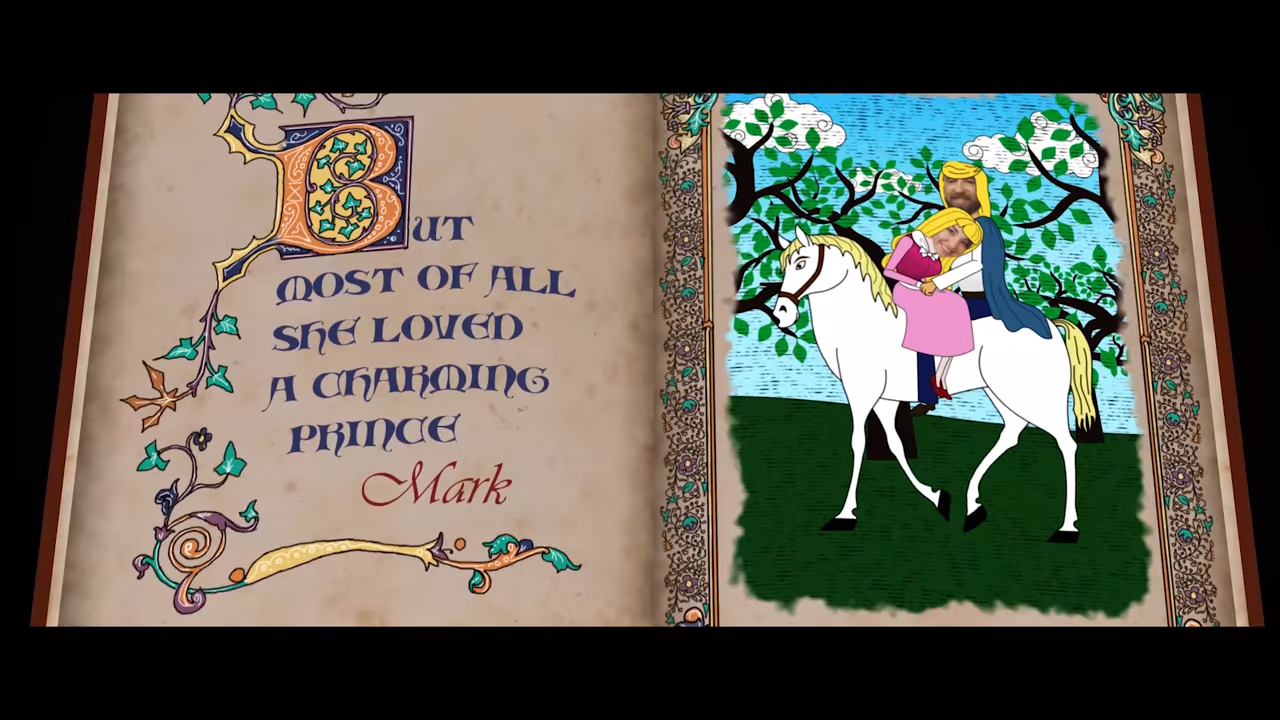 But
most of all
she loved
a charming
prince
Mark